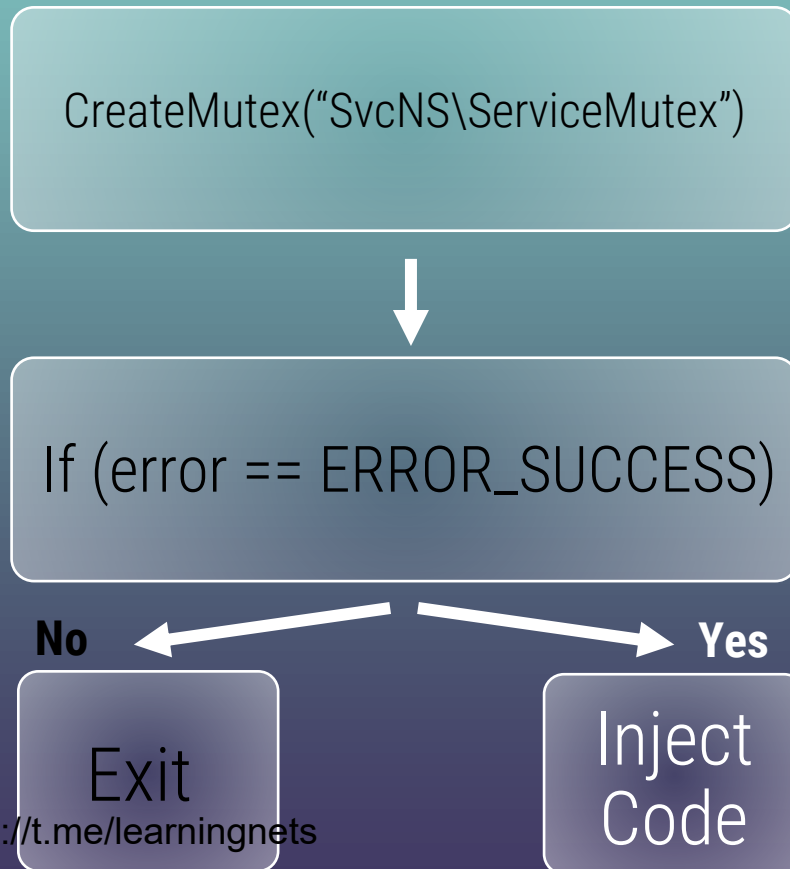 CreateMutex(“SvcNS\ServiceMutex”)
If (error == ERROR_SUCCESS)
No
Yes
Exit
Inject
Code
://t.me/learningnets